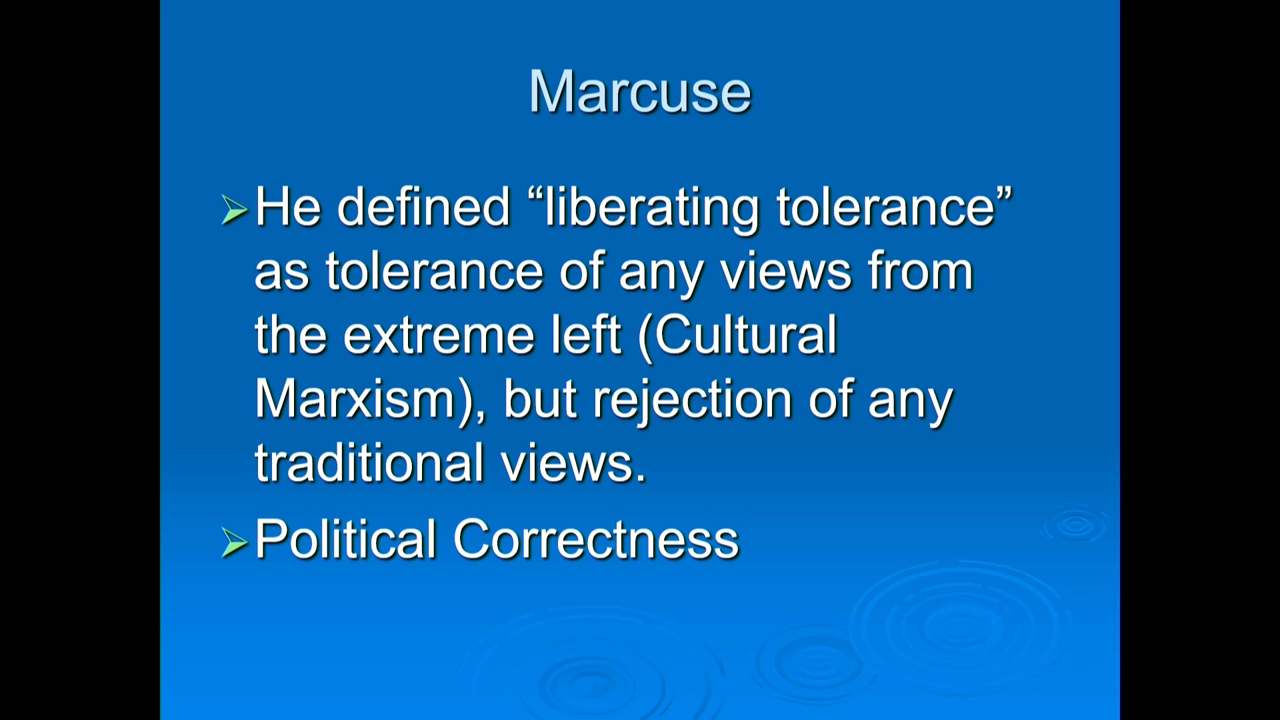 Marcuse
He defined “liberating tolerance”
as tolerance of any views from
the extreme left (Cultural
Marxism), but rejection of any
traditional views.
Political Correctness